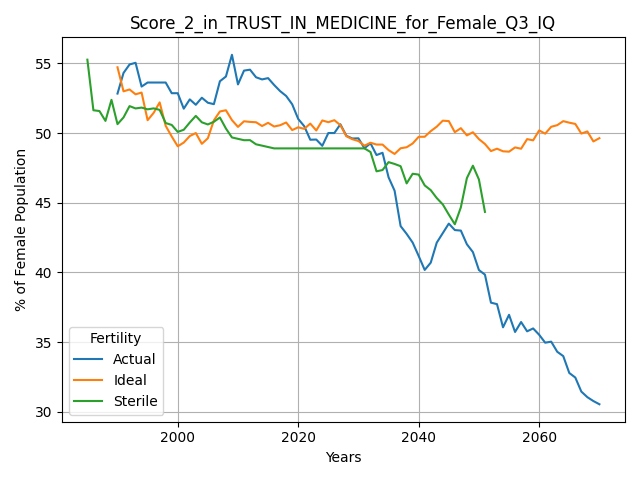 Score_2_in_TRUST_IN_MEDICINE_for_Female_Q3_IQ
% of Female Population
55
50
45
40
35
30
Fertility
Actual
Ideal
Sterile
2000 2020 2040 2060
Years